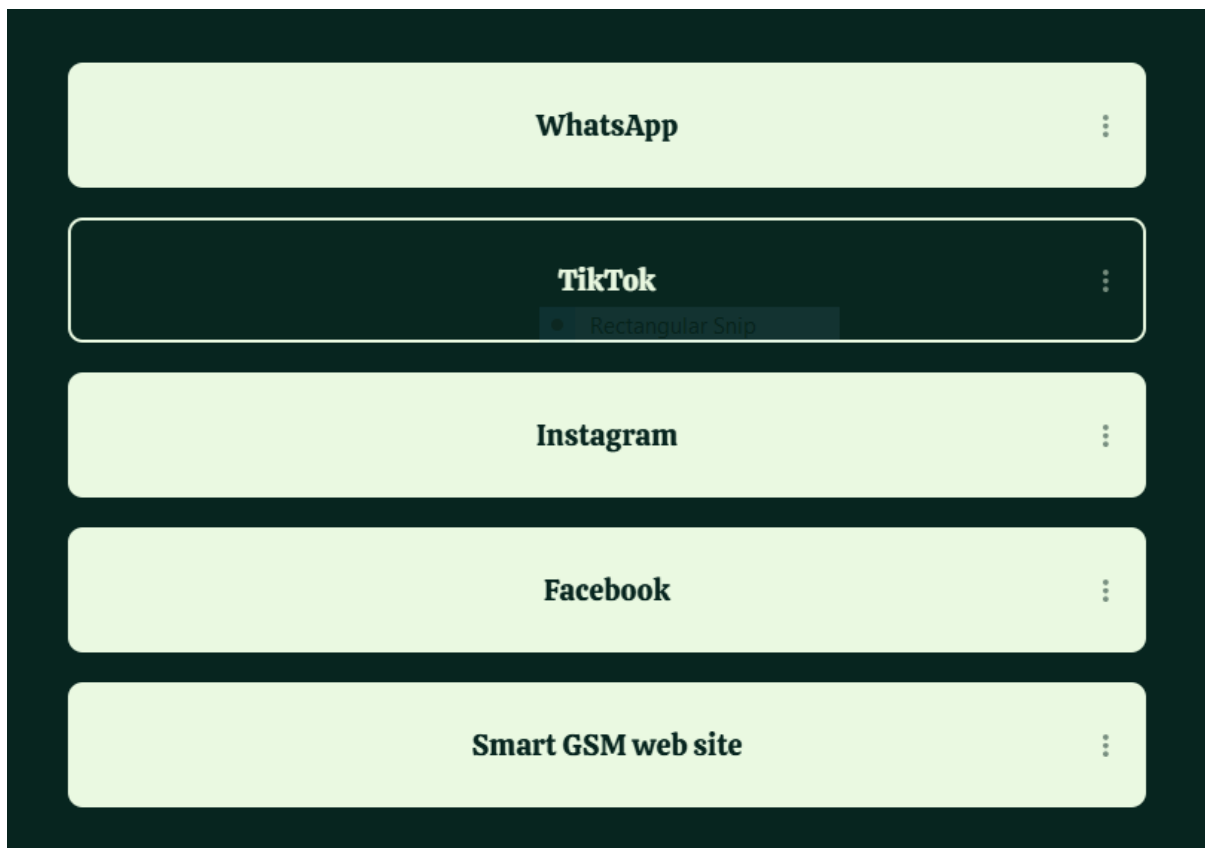 WhatsApp
TikTok
Rectangular Snip
Instagram
Facebook
Smart GSM web site